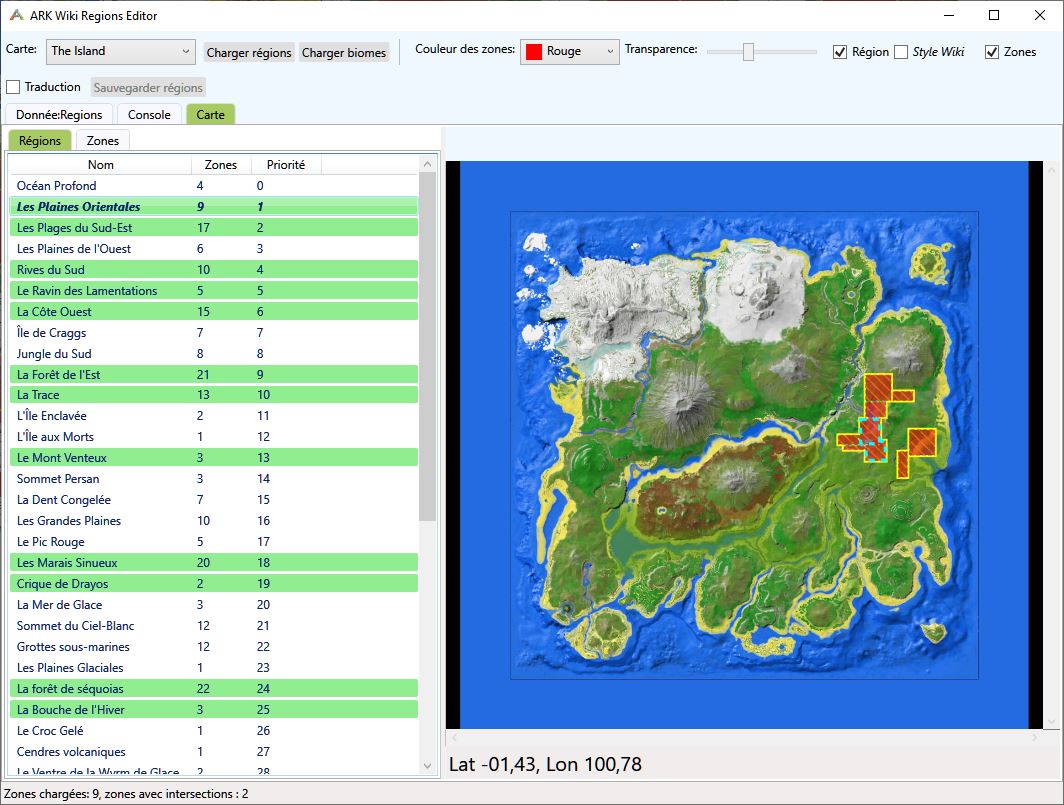 ARK Wiki Regions Editor
Carte: The Island Charger régions Charger biomes Couleur des zones: Rouge Transparence: Région Style Wiki Zones
Traduction Sauvegarder régions
Donnée:Regions Console Carte
Régions Zones
Nom Zones Priorité
Océan Profond 4 0
Les Plaines Orientales 9 1
Les Plages du Sud-Est 17 2
Les Plaines de l'Ouest 6 3
Rives du Sud 10 4
Le Ravin des Lamentations 5 5
La Côte Ouest 15 6
Île de Craggs 7 7
Jungle du Sud 8 8
La Forêt de l'Est 21 9
La Trace 13 10
L'Île Enclavée 2 11
L'Île aux Morts 1 12
Le Mont Venteux 3 13
Sommet Persan 3 14
La Dent Congelée 7 15
Les Grandes Plaines 10 16
Le Pic Rouge 5 17
Les Marais Sinueux 20 18
Crique de Drayos 2 19
La Mer de Glace 3 20
Sommet du Ciel-Blanc 12 21
Grottes sous-marines 12 22
Les Plaines Glaciales 1 23
La forêt de séquoias 22 24
La Bouche de l'Hiver 3 25
Le Croc Gelé 1 26
Cendres volcaniques 1 27
Le Ventre de la Wyrm de Glace 2 28
Lat -01,43, Lon 100,78
Zones chargées: 9, zones avec intersections : 2